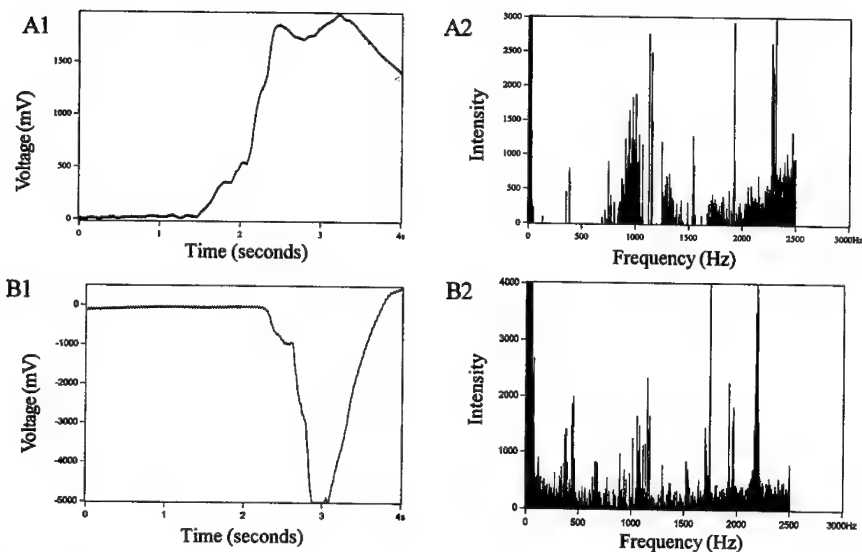 A1
Voltage (mV)
1500
1000
500
0
0
1
2
3
4s
Time (seconds)
A2
Intensity
3000
2500
2000
1500
1000
500
0
0
500
1000
1500
2000
2500
3000Hz
Frequency (Hz)
B1
Voltage (mV)
0
-1000
-2000
-3000
-4000
-5000
0
1
2
3
4s
Time (seconds)
B2
Intensity
4000
3000
2000
1000
0
0
500
1000
1500
2000
2500
3000Hz
Frequency (Hz)